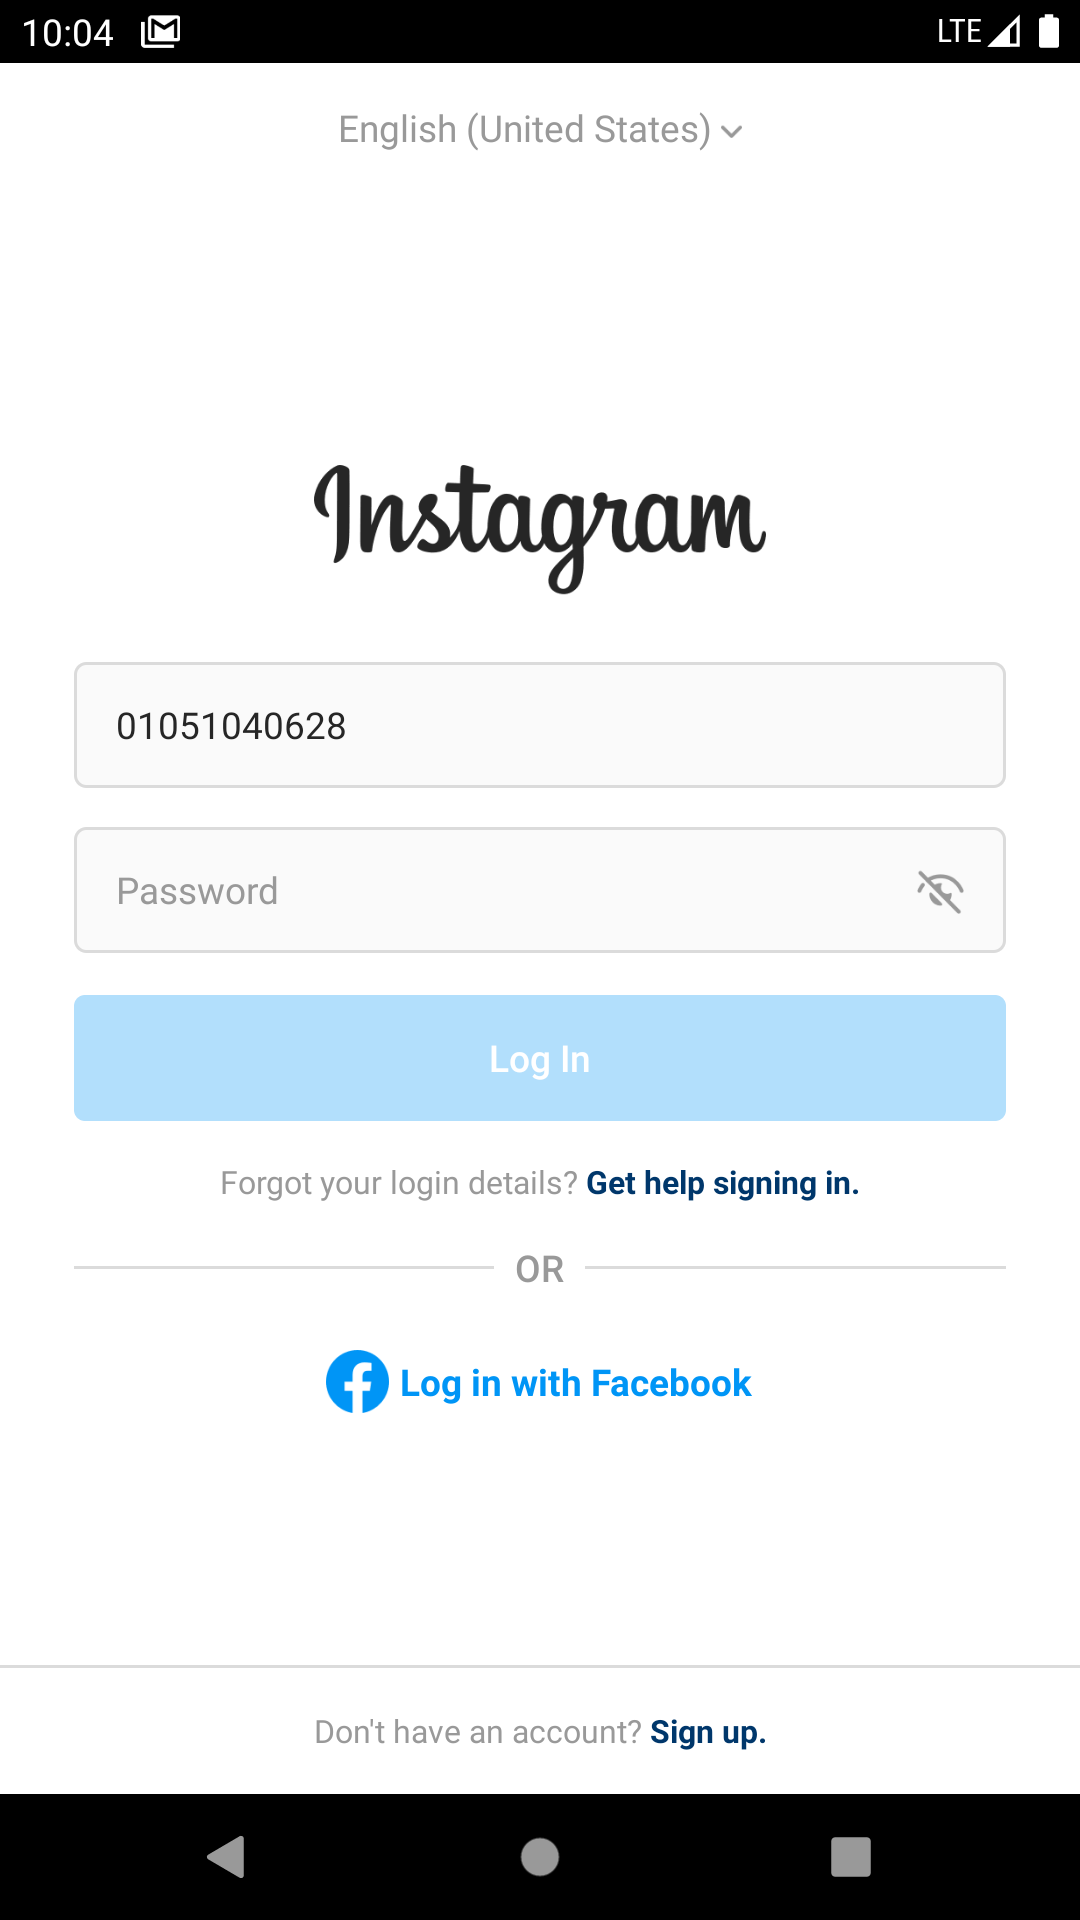 10:04
LTE
English (United States)
Instagram
01051040628
Password
Log In
Forgot your login details? Get help signing in.
OR
Log in with Facebook
Don't have an account? Sign up.